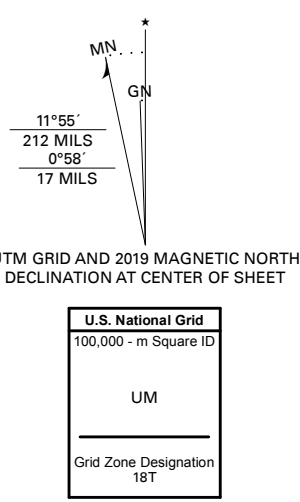 ★
MN
GN
11°55´
212 MILS
0°58´
17 MILS
UTM GRID AND 2019 MAGNETIC NORTH
DECLINATION AT CENTER OF SHEET
U.S. National Grid
100,000 - m Square ID
UM
Grid Zone Designation
18T